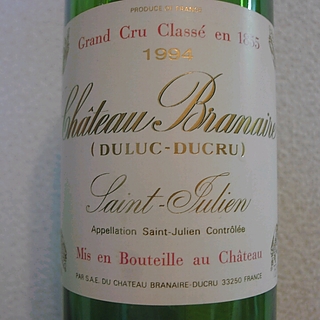 PRODUCE OF FRANCE
Grand Cru Classé en 1855
1994
Château Branaire
(DULUC-DUCRU)
Saint-Julien
Appellation Saint-Julien Contrôlée
Mis en Bouteille au Château
PAR S.A.E. DU CHATEAU BRANAIRE-DUCRU 33250 FRANCE